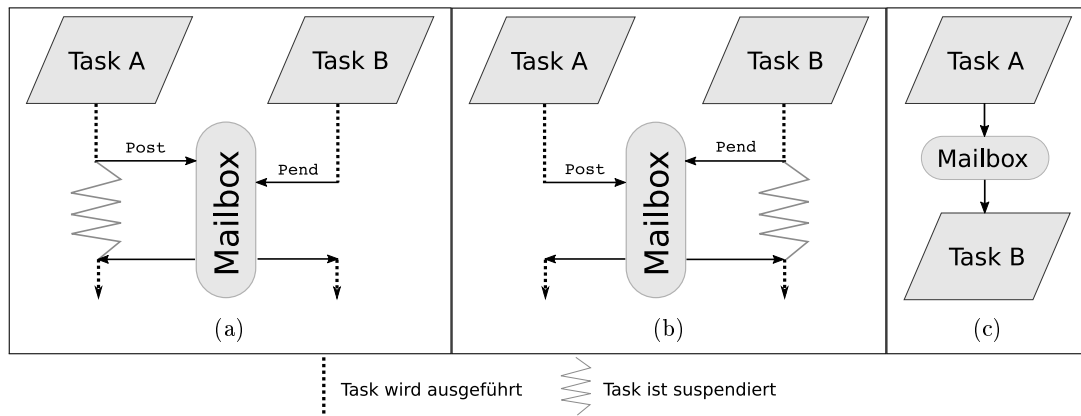 Task A
Task B
Post
Pend
Mailbox
(a)
Task A
Task B
Pend
Post
Mailbox
(b)
Task A
Mailbox
Task B
(c)
Task wird ausgeführt
Task ist suspendiert